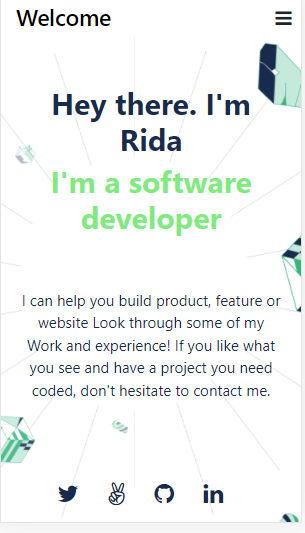 Welcome
Hey there. I'm
Rida
I'm a software
developer
I can help you build product, feature or
website Look through some of my
Work and experience! If you like what
you see and have a project you need
coded, don't hesitate to contact me.